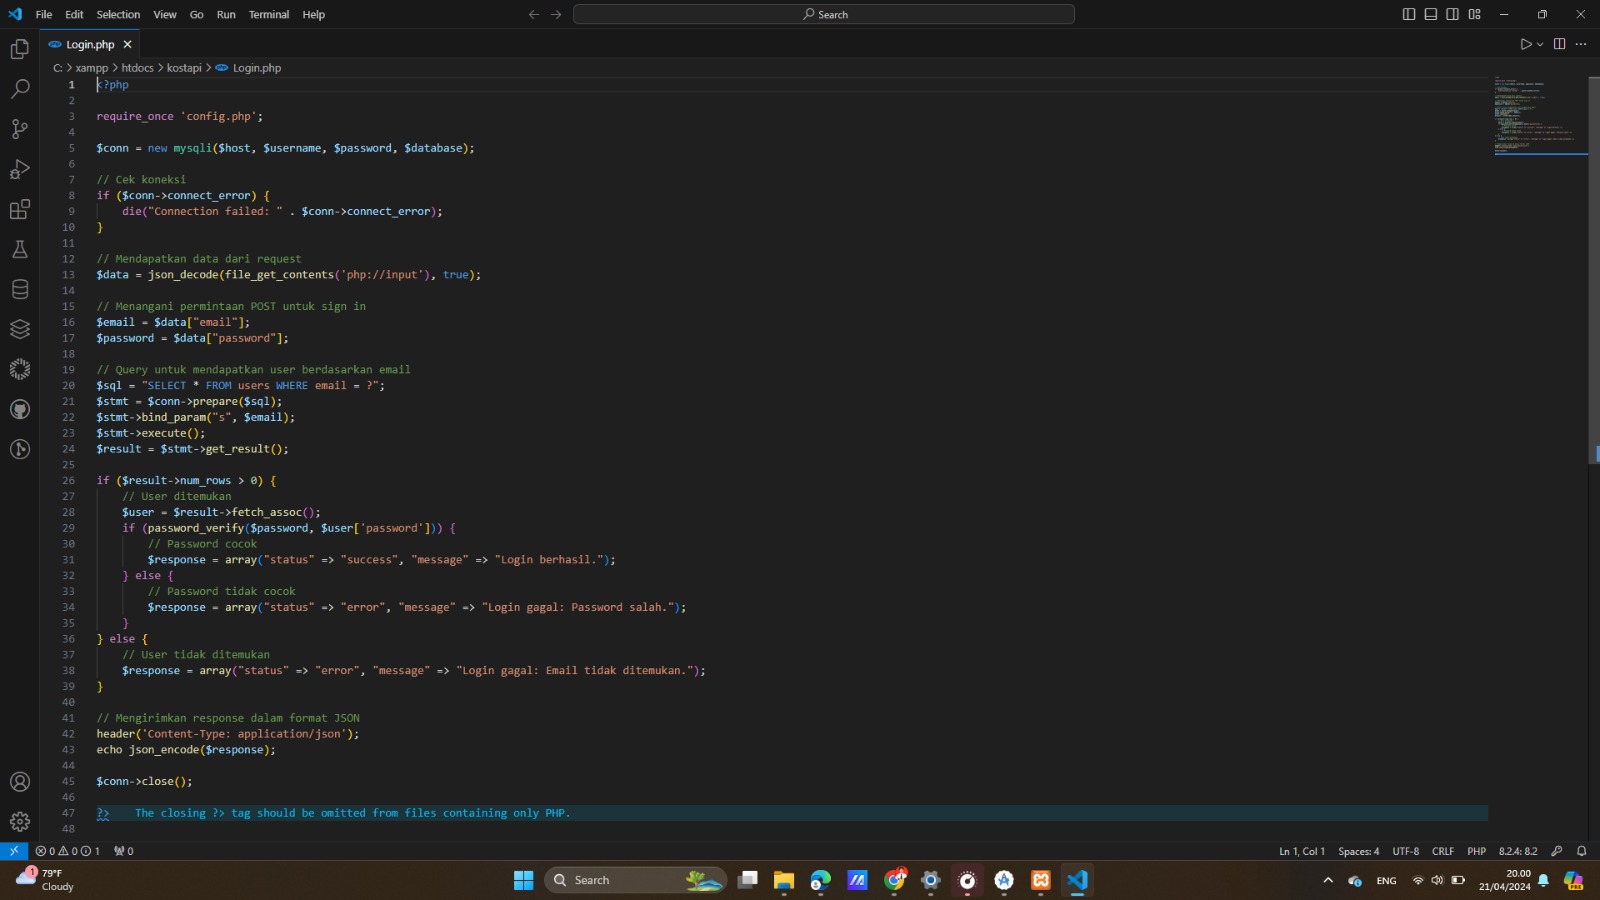 File Edit Selection View Go Run Terminal Help
Search
Login.php
C: > xampp > htdocs > kostapi > Login.php
1 <?php
2
3 require_once 'config.php';
4
5 $conn = new mysqli($host, $username, $password, $database);
6
7 // Cek koneksi
8 if ($conn->connect_error) {
9 die("Connection failed: " . $conn->connect_error);
10 }
11
12 // Mendapatkan data dari request
13 $data = json_decode(file_get_contents('php://input'), true);
14
15 // Menangani permintaan POST untuk sign in
16 $email = $data["email"];
17 $password = $data["password"];
18
19 // Query untuk mendapatkan user berdasarkan email
20 $sql = "SELECT * FROM users WHERE email = ?";
21 $stmt = $conn->prepare($sql);
22 $stmt->bind_param("s", $email);
23 $stmt->execute();
24 $result = $stmt->get_result();
25
26 if ($result->num_rows > 0) {
27 // User ditemukan
28 $user = $result->fetch_assoc();
29 if (password_verify($password, $user['password'])) {
30 // Password cocok
31 $response = array("status" => "success", "message" => "Login berhasil.");
32 } else {
33 // Password tidak cocok
34 $response = array("status" => "error", "message" => "Login gagal: Password salah.");
35 }
36 } else {
37 // User tidak ditemukan
38 $response = array("status" => "error", "message" => "Login gagal: Email tidak ditemukan.");
39 }
40
41 // Mengirimkan response dalam format JSON
42 header('Content-Type: application/json');
43 echo json_encode($response);
44
45 $conn->close();
46
47 ?> The closing ?> tag should be omitted from files containing only PHP.
48
0 0 1 0
Ln 1, Col 1 Spaces: 4 UTF-8 CRLF PHP 8.2.4: 8.2
1
79°F
Cloudy
Search
ENG
20.00
21/04/2024
PRE